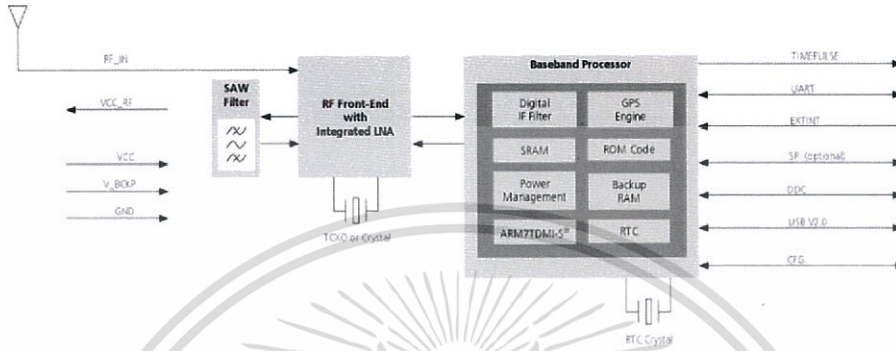 RF_IN
VCC_RF
VCC
V_BCKP
GND
SAW
Filter
RF Front-End
with
Integrated LNA
TCXO or Crystal
Baseband Processor
Digital
IF Filter
GPS
Engine
SRAM
ROM Code
Power
Management
Backup
RAM
ARM7TDMI-S®
RTC
RTC Crystal
TIMEPULSE
UART
EXTINT
SPI (optional)
DDC
USB V2.0
CFG